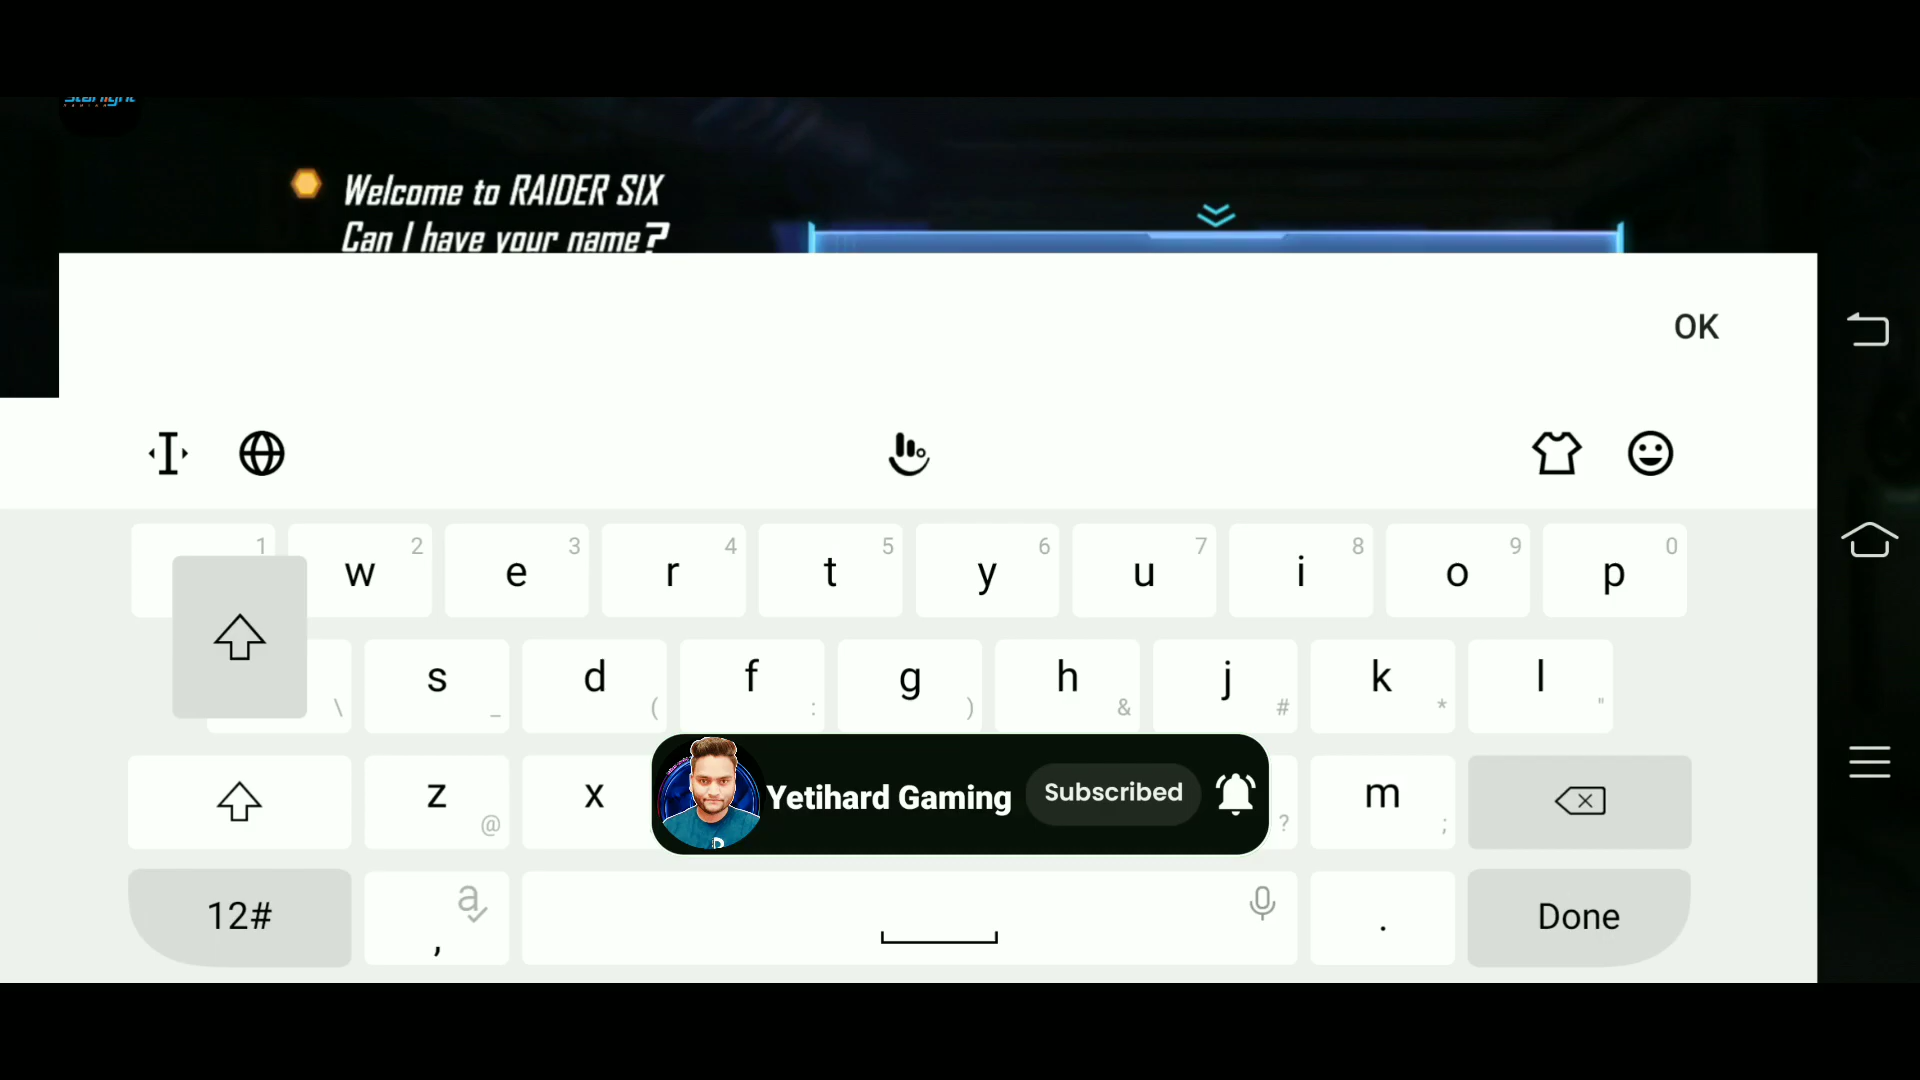 Starlight
Welcome to RAIDER SIX
Can I have your name?
OK
1 2 3 4 5 6 7 8 9 0
w e r t y u i o p
s d f g h j k l
\ _ ( : ) & # * "
z x m
@ ? ;
Yetihard Gaming Subscribed
12# , a . Done